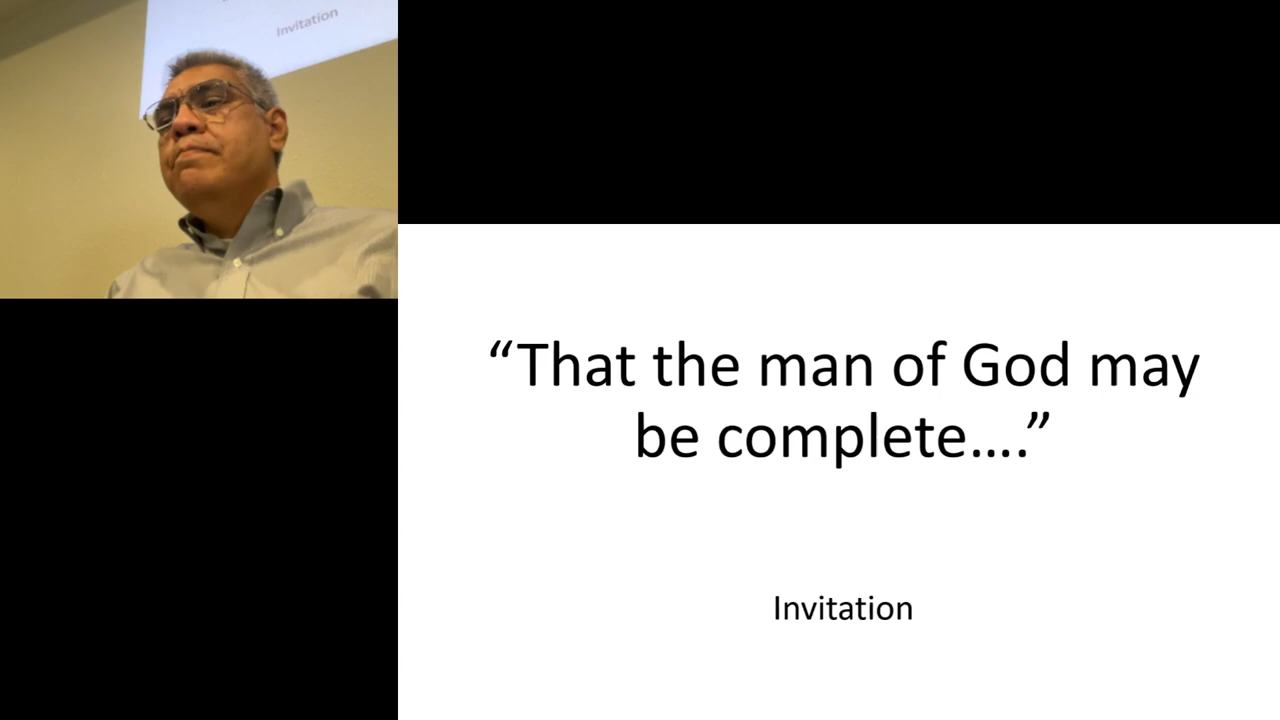 Invitation
“That the man of God may
be complete....”
Invitation